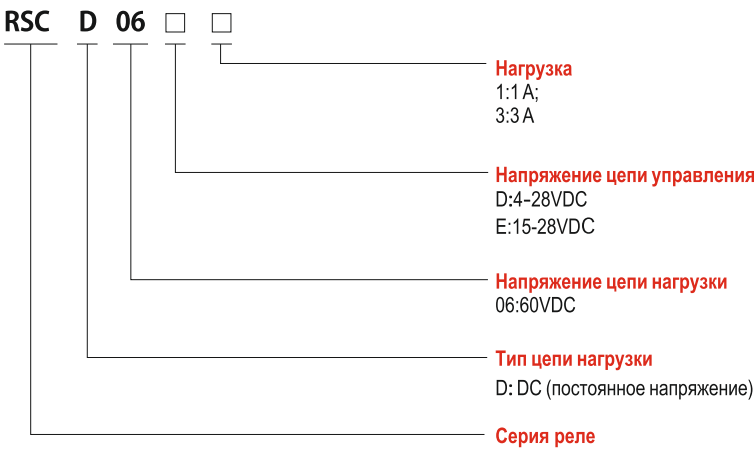 RSC D 06 □ □
Нагрузка
1:1 A;
3:3 A
Напряжение цепи управления
D:4-28VDC
E:15-28VDC
Напряжение цепи нагрузки
06:60VDC
Тип цепи нагрузки
D: DC (постоянное напряжение)
Серия реле